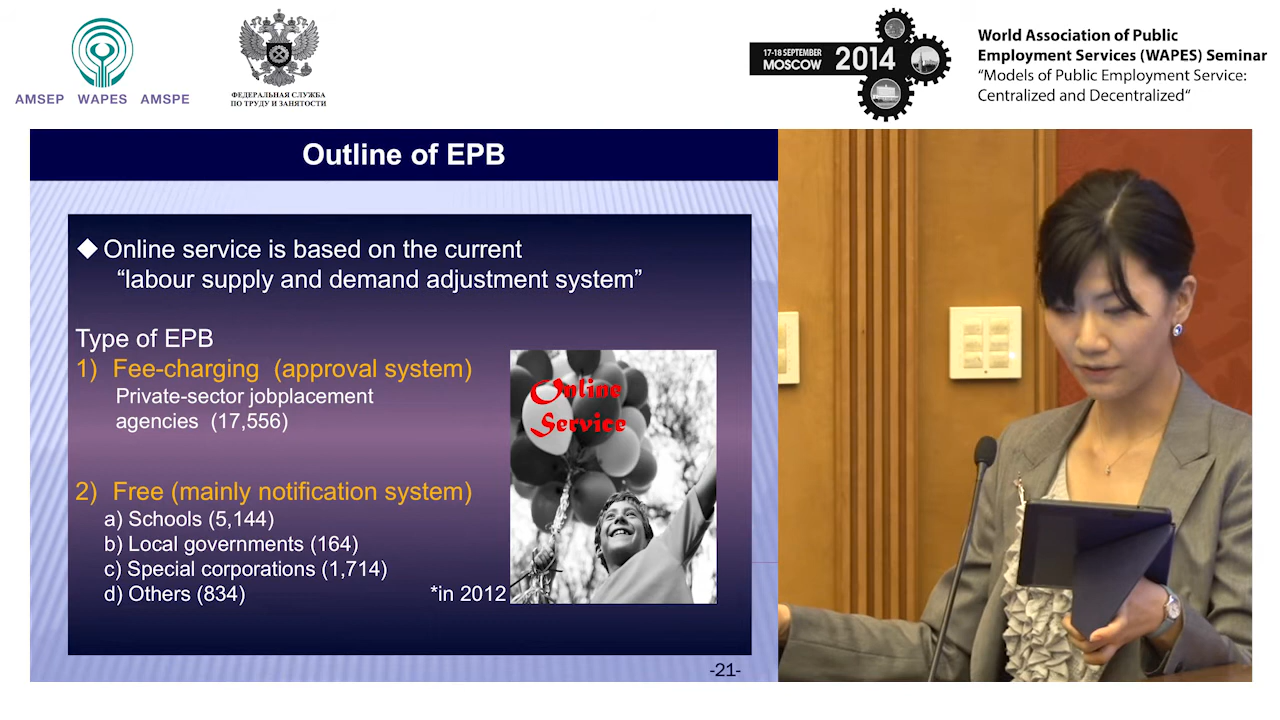 AMSEP WAPES AMSPE
ФЕДЕРАЛЬНАЯ СЛУЖБА
ПО ТРУДУ И ЗАНЯТОСТИ
17-18 SEPTEMBER
MOSCOW 2014
World Association of Public
Employment Services (WAPES) Seminar
“Models of Public Employment Service:
Centralized and Decentralized“
Outline of EPB
◆ Online service is based on the current
“labour supply and demand adjustment system”
Type of EPB
1) Fee-charging (approval system)
Private-sector jobplacement
agencies (17,556)
2) Free (mainly notification system)
a) Schools (5,144)
b) Local governments (164)
c) Special corporations (1,714)
d) Others (834)
*in 2012
Online
Service
-21-